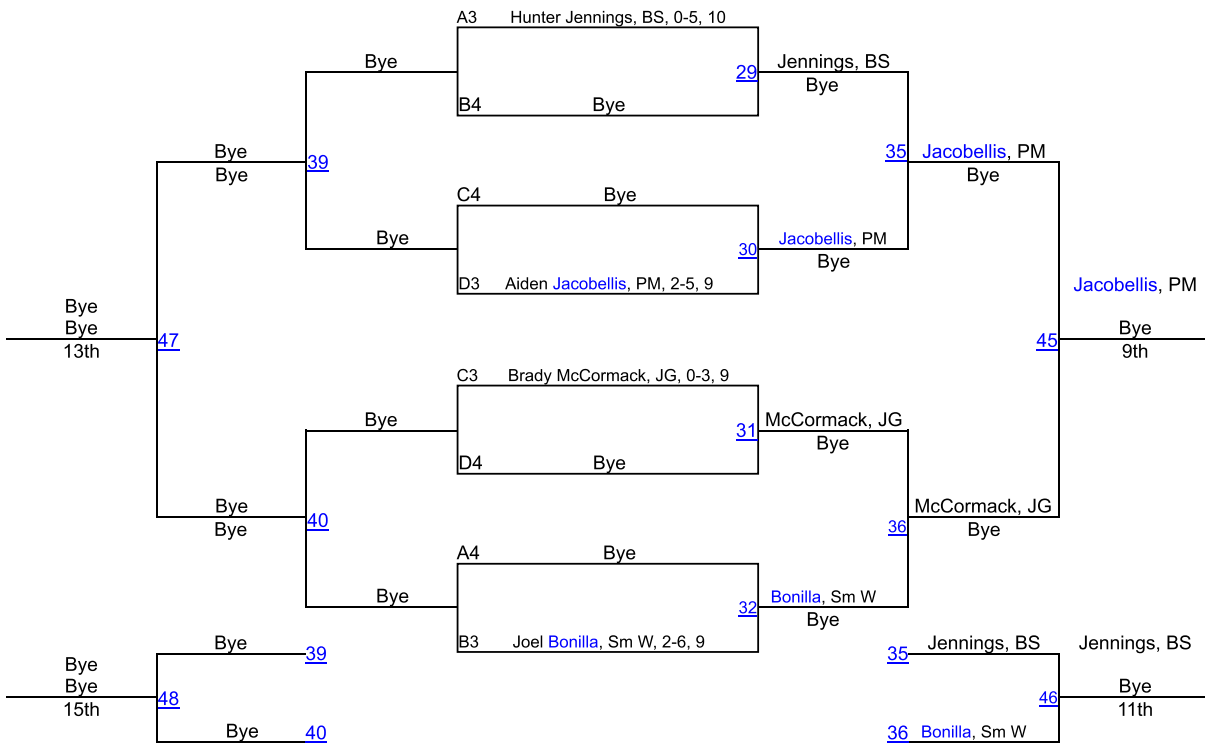 A3 Hunter Jennings, BS, 0-5, 10
Bye
29
Jennings, BS
Bye
B4 Bye
Bye
Bye
39
35
Jacobellis, PM
Bye
C4 Bye
Bye
30
Jacobellis, PM
Bye
D3 Aiden Jacobellis, PM, 2-5, 9
Jacobellis, PM
Bye
Bye
13th
47
45
Bye
9th
C3 Brady McCormack, JG, 0-3, 9
Bye
31
McCormack, JG
Bye
D4 Bye
Bye
Bye
40
36
McCormack, JG
Bye
A4 Bye
Bye
32
Bonilla, Sm W
Bye
B3 Joel Bonilla, Sm W, 2-6, 9
Bye
39
35
Jennings, BS
Jennings, BS
Bye
Bye
15th
48
46
Bye
11th
Bye
40
36
Bonilla, Sm W